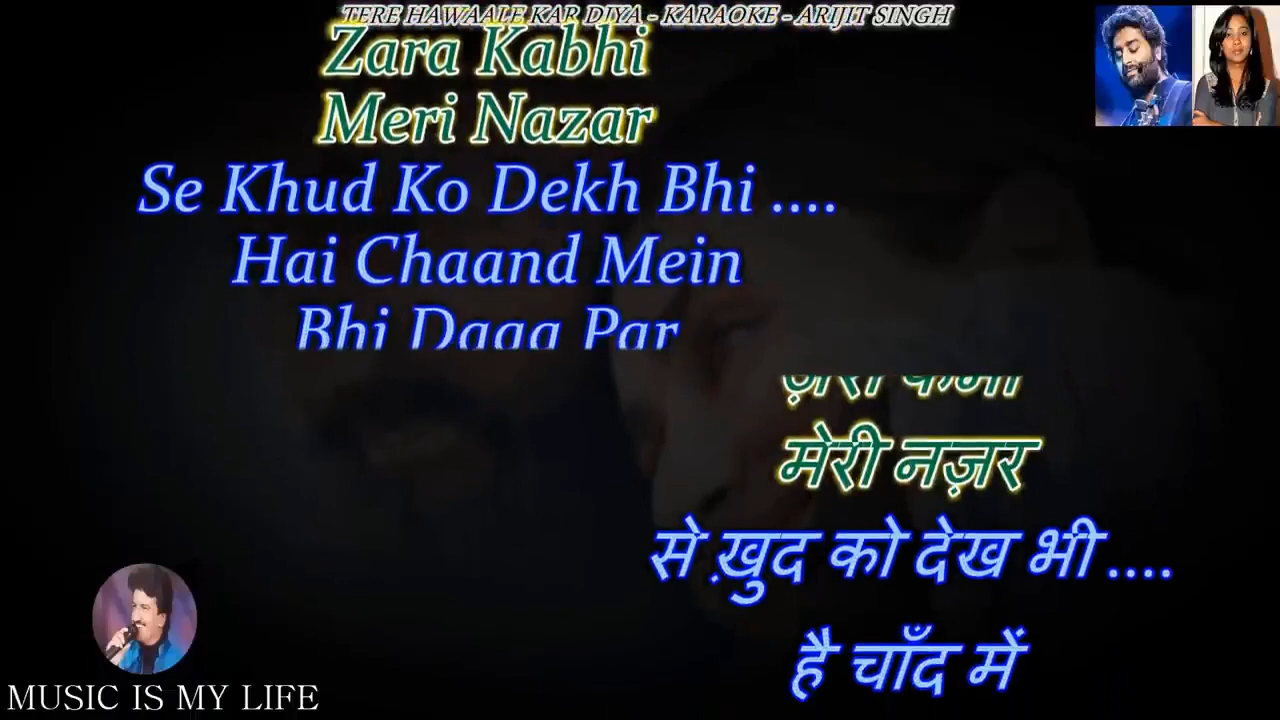 TERE HAWAALE KAR DIYA - KARAOKE - ARIJIT SINGH
Zara Kabhi
Meri Nazar
Se Khud Ko Dekh Bhi ....
Hai Chaand Mein
Bhi Daag Par
ज़रा कभी
मेरी नज़र
से ख़ुद को देख भी ....
है चाँद में
MUSIC IS MY LIFE